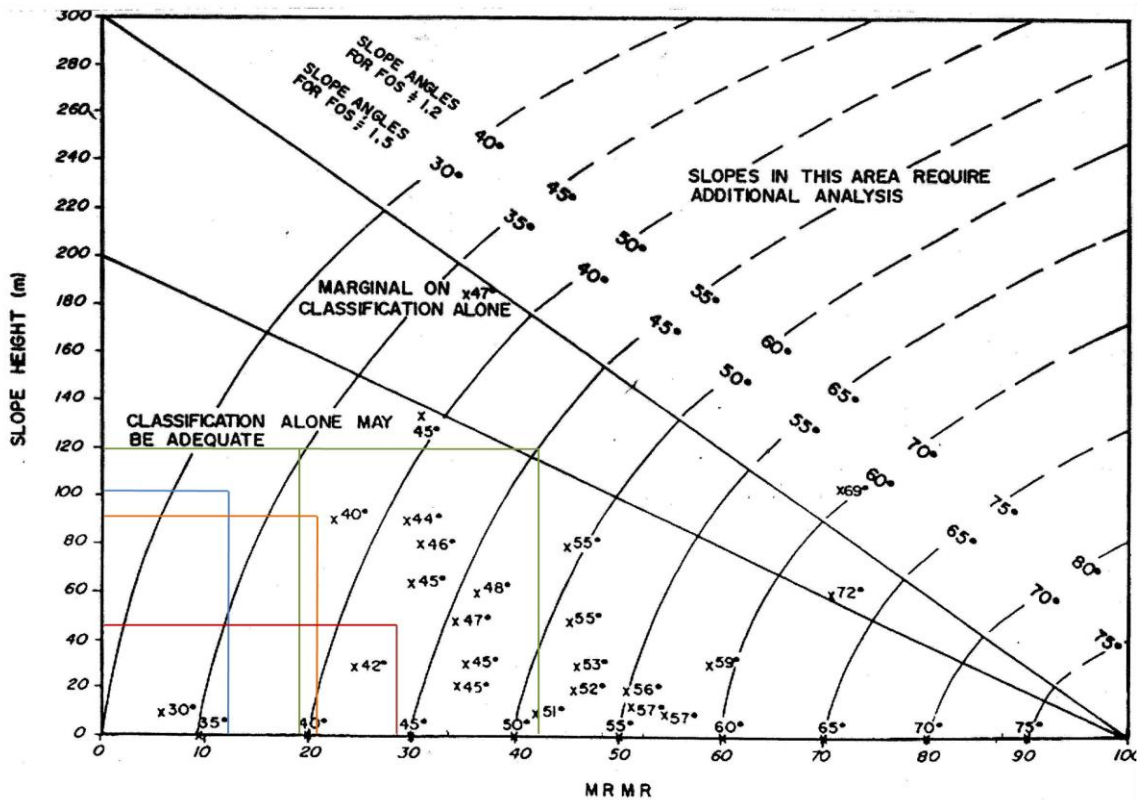 300
280
260
240
220
200
180
160
140
120
100
80
60
40
20
0
SLOPE HEIGHT (m)
SLOPE ANGLES
FOR FOS ≑ 1.2
SLOPE ANGLES
FOR FOS ≑ 1.5
40°
30°
45°
35°
50°
40°
55°
45°
60°
50°
65°
55°
70°
60°
75°
65°
80°
70°
75°
SLOPES IN THIS AREA REQUIRE
ADDITIONAL ANALYSIS
MARGINAL ON x47°
CLASSIFICATION ALONE
CLASSIFICATION ALONE MAY
BE ADEQUATE
x
45°
x69°
x40°
x44°
x46°
x55°
x45°
x48°
x72°
x47°
x55°
x42°
x45°
x53°
x59°
x45°
x52°
x56°
x30°
x51°
x57°
x57°
35°
40°
45°
50°
55°
60°
65°
70°
75°
0
10
20
30
40
50
60
70
80
90
100
MRMR